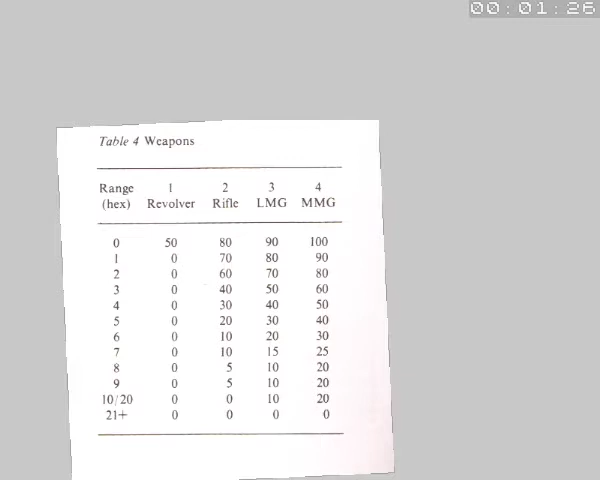 00:01:26
Table 4 Weapons
Range 1 2 3 4
(hex) Revolver Rifle LMG MMG
0 50 80 90 100
1 0 70 80 90
2 0 60 70 80
3 0 40 50 60
4 0 30 40 50
5 0 20 30 40
6 0 10 20 30
7 0 10 15 25
8 0 5 10 20
9 0 5 10 20
10/20 0 0 10 20
21+ 0 0 0 0